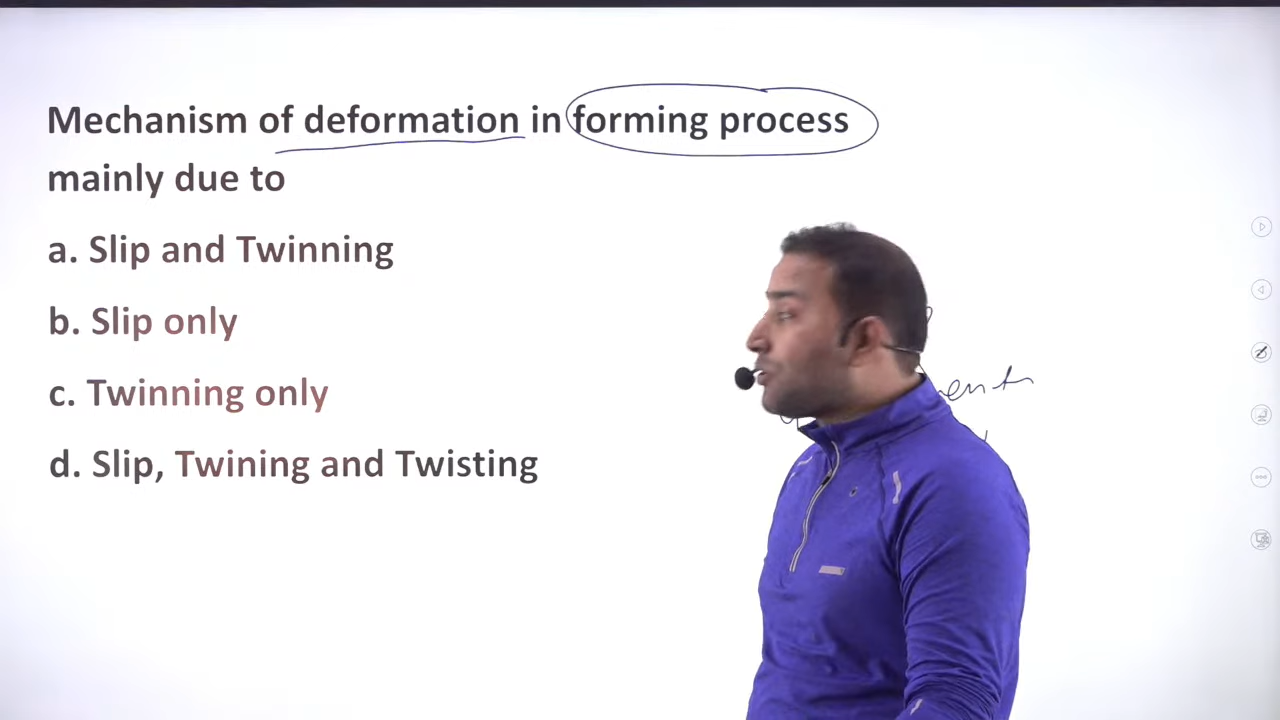 Mechanism of deformation in forming process
mainly due to
a. Slip and Twinning
b. Slip only
c. Twinning only
d. Slip, Twining and Twisting